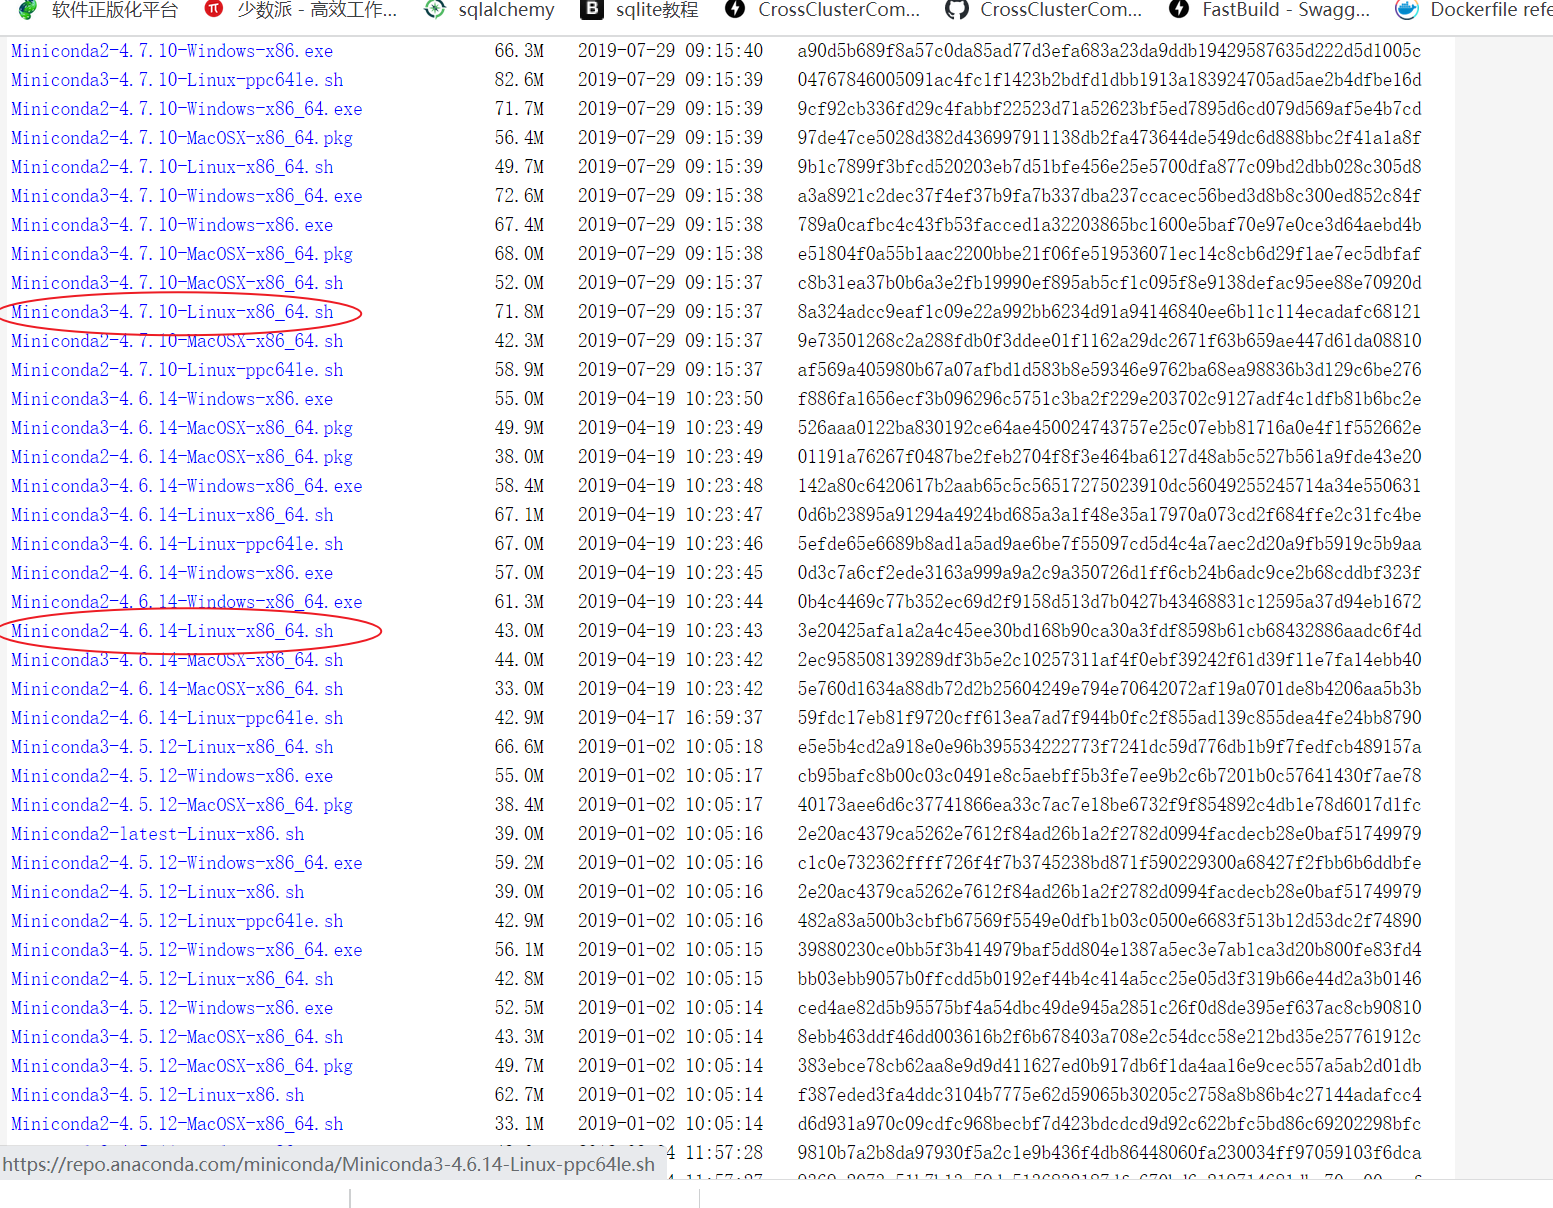 软件正版化平台 少数派 - 高效工作... sqlalchemy B sqlite教程 CrossClusterCom... CrossClusterCom... FastBuild - Swagg... Dockerfile refe
Miniconda2-4.7.10-Windows-x86.exe 66.3M 2019-07-29 09:15:40 a90d5b689f8a57c0da85ad77d3efa683a23da9ddb19429587635d222d5d1005c
Miniconda3-4.7.10-Linux-ppc64le.sh 82.6M 2019-07-29 09:15:39 04767846005091ac4fc1f1423b2bdfd1dbb1913a183924705ad5ae2b4dfbe16d
Miniconda2-4.7.10-Windows-x86_64.exe 71.7M 2019-07-29 09:15:39 9cf92cb336fd29c4fabbf22523d71a52623bf5ed7895d6cd079d569af5e4b7cd
Miniconda2-4.7.10-MacOSX-x86_64.pkg 56.4M 2019-07-29 09:15:39 97de47ce5028d382d436997911138db2fa473644de549dc6d888bbc2f41a1a8f
Miniconda2-4.7.10-Linux-x86_64.sh 49.7M 2019-07-29 09:15:39 9b1c7899f3bfcd520203eb7d51bfe456e25e5700dfa877c09bd2dbb028c305d8
Miniconda3-4.7.10-Windows-x86_64.exe 72.6M 2019-07-29 09:15:38 a3a8921c2dec37f4ef37b9fa7b337dba237ccacec56bed3d8b8c300ed852c84f
Miniconda3-4.7.10-Windows-x86.exe 67.4M 2019-07-29 09:15:38 789a0cafbc4c43fb53facced1a32203865bc1600e5baf70e97e0ce3d64aebd4b
Miniconda3-4.7.10-MacOSX-x86_64.pkg 68.0M 2019-07-29 09:15:38 e51804f0a55b1aac2200bbe21f06fe519536071ec14c8cb6d29f1ae7ec5dbfaf
Miniconda3-4.7.10-MacOSX-x86_64.sh 52.0M 2019-07-29 09:15:37 c8b31ea37b0b6a3e2fb19990ef895ab5cf1c095f8e9138defac95ee88e70920d
Miniconda3-4.7.10-Linux-x86_64.sh 71.8M 2019-07-29 09:15:37 8a324adcc9eaf1c09e22a992bb6234d91a94146840ee6b11c114ecadafc68121
Miniconda2-4.7.10-MacOSX-x86_64.sh 42.3M 2019-07-29 09:15:37 9e73501268c2a288fdb0f3ddee01f1162a29dc2671f63b659ae447d61da08810
Miniconda2-4.7.10-Linux-ppc64le.sh 58.9M 2019-07-29 09:15:37 af569a405980b67a07afbd1d583b8e59346e9762ba68ea98836b3d129c6be276
Miniconda3-4.6.14-Windows-x86.exe 55.0M 2019-04-19 10:23:50 f886fa1656ecf3b096296c5751c3ba2f229e203702c9127adf4c1dfb81b6bc2e
Miniconda3-4.6.14-MacOSX-x86_64.pkg 49.9M 2019-04-19 10:23:49 526aaa0122ba830192ce64ae450024743757e25c07ebb81716a0e4f1f552662e
Miniconda2-4.6.14-MacOSX-x86_64.pkg 38.0M 2019-04-19 10:23:49 01191a76267f0487be2feb2704f8f3e464ba6127d48ab5c527b561a9fde43e20
Miniconda3-4.6.14-Windows-x86_64.exe 58.4M 2019-04-19 10:23:48 142a80c6420617b2aab65c5c56517275023910dc56049255245714a34e550631
Miniconda3-4.6.14-Linux-x86_64.sh 67.1M 2019-04-19 10:23:47 0d6b23895a91294a4924bd685a3a1f48e35a17970a073cd2f684ffe2c31fc4be
Miniconda3-4.6.14-Linux-ppc64le.sh 67.0M 2019-04-19 10:23:46 5efde65e6689b8ad1a5ad9ae6be7f55097cd5d4c4a7aec2d20a9fb5919c5b9aa
Miniconda2-4.6.14-Windows-x86.exe 57.0M 2019-04-19 10:23:45 0d3c7a6cf2ede3163a999a9a2c9a350726d1ff6cb24b6adc9ce2b68cddbf323f
Miniconda2-4.6.14-Windows-x86_64.exe 61.3M 2019-04-19 10:23:44 0b4c4469c77b352ec69d2f9158d513d7b0427b43468831c12595a37d94eb1672
Miniconda2-4.6.14-Linux-x86_64.sh 43.0M 2019-04-19 10:23:43 3e20425afa1a2a4c45ee30bd168b90ca30a3fdf8598b61cb68432886aadc6f4d
Miniconda3-4.6.14-MacOSX-x86_64.sh 44.0M 2019-04-19 10:23:42 2ec958508139289df3b5e2c10257311af4f0ebf39242f61d39f11e7fa14ebb40
Miniconda2-4.6.14-MacOSX-x86_64.sh 33.0M 2019-04-19 10:23:42 5e760d1634a88db72d2b25604249e794e70642072af19a0701de8b4206aa5b3b
Miniconda2-4.6.14-Linux-ppc64le.sh 42.9M 2019-04-17 16:59:37 59fdc17eb81f9720cff613ea7ad7f944b0fc2f855ad139c855dea4fe24bb8790
Miniconda3-4.5.12-Linux-x86_64.sh 66.6M 2019-01-02 10:05:18 e5e5b4cd2a918e0e96b395534222773f7241dc59d776db1b9f7fedfcb489157a
Miniconda2-4.5.12-Windows-x86.exe 55.0M 2019-01-02 10:05:17 cb95bafc8b00c03c0491e8c5aebff5b3fe7ee9b2c6b7201b0c57641430f7ae78
Miniconda2-4.5.12-MacOSX-x86_64.pkg 38.4M 2019-01-02 10:05:17 40173aee6d6c37741866ea33c7ac7e18be6732f9f854892c4db1e78d6017d1fc
Miniconda2-latest-Linux-x86.sh 39.0M 2019-01-02 10:05:16 2e20ac4379ca5262e7612f84ad26b1a2f2782d0994facdecb28e0baf51749979
Miniconda2-4.5.12-Windows-x86_64.exe 59.2M 2019-01-02 10:05:16 c1c0e732362ffff726f4f7b3745238bd871f590229300a68427f2fbb6b6ddbfe
Miniconda2-4.5.12-Linux-x86.sh 39.0M 2019-01-02 10:05:16 2e20ac4379ca5262e7612f84ad26b1a2f2782d0994facdecb28e0baf51749979
Miniconda2-4.5.12-Linux-ppc64le.sh 42.9M 2019-01-02 10:05:16 482a83a500b3cbfb67569f5549e0dfb1b03c0500e6683f513b12d53dc2f74890
Miniconda3-4.5.12-Windows-x86_64.exe 56.1M 2019-01-02 10:05:15 39880230ce0bb5f3b414979baf5dd804e1387a5ec3e7ab1ca3d20b800fe83fd4
Miniconda2-4.5.12-Linux-x86_64.sh 42.8M 2019-01-02 10:05:15 bb03ebb9057b0ffcdd5b0192ef44b4c414a5cc25e05d3f319b66e44d2a3b0146
Miniconda3-4.5.12-Windows-x86.exe 52.5M 2019-01-02 10:05:14 ced4ae82d5b95575bf4a54dbc49de945a2851c26f0d8de395ef637ac8cb90810
Miniconda3-4.5.12-MacOSX-x86_64.sh 43.3M 2019-01-02 10:05:14 8ebb463ddf46dd003616b2f6b678403a708e2c54dcc58e212bd35e257761912c
Miniconda3-4.5.12-MacOSX-x86_64.pkg 49.7M 2019-01-02 10:05:14 383ebce78cb62aa8e9d9d411627ed0b917db6f1da4aa16e9cec557a5ab2d01db
Miniconda3-4.5.12-Linux-x86.sh 62.7M 2019-01-02 10:05:14 f387eded3fa4ddc3104b7775e62d59065b30205c2758a8b86b4c27144adafcc4
Miniconda2-4.5.12-MacOSX-x86_64.sh 33.1M 2019-01-02 10:05:14 d6d931a970c09cdfc968becbf7d423bdcdcd9d92c622bfc5bd86c69202298bfc
11:57:28 9810b7a2b8da97930f5a2c1e9b436f4db86448060fa230034ff97059103f6dca
https://repo.anaconda.com/miniconda/Miniconda3-4.6.14-Linux-ppc64le.sh